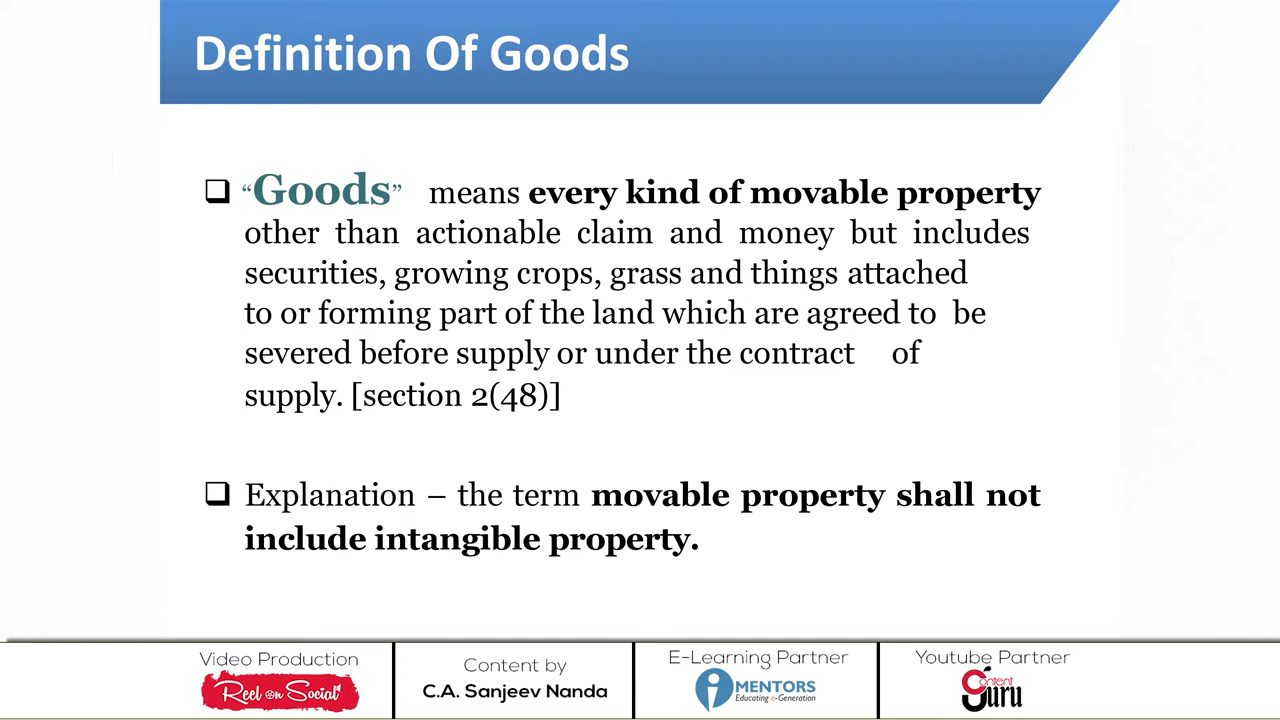 Definition Of Goods
❑ “Goods” means every kind of movable property
other than actionable claim and money but includes
securities, growing crops, grass and things attached
to or forming part of the land which are agreed to be
severed before supply or under the contract of
supply. [section 2(48)]
❑ Explanation – the term movable property shall not
include intangible property.
Video Production
Reel on Social
Content by
C.A. Sanjeev Nanda
E-Learning Partner
iMENTORS
Educating e-Generation
Youtube Partner
Content
Guru